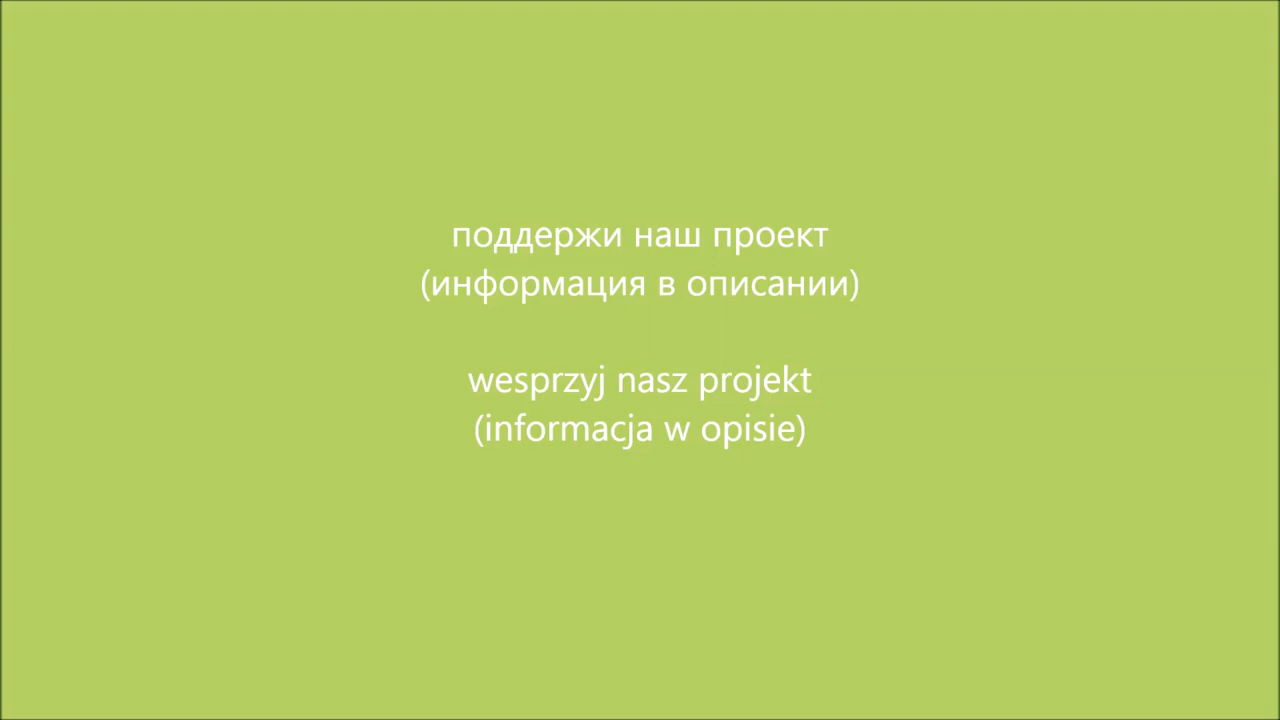 поддержи наш проект
(информация в описании)
wesprzyj nasz projekt
(informacja w opisie)